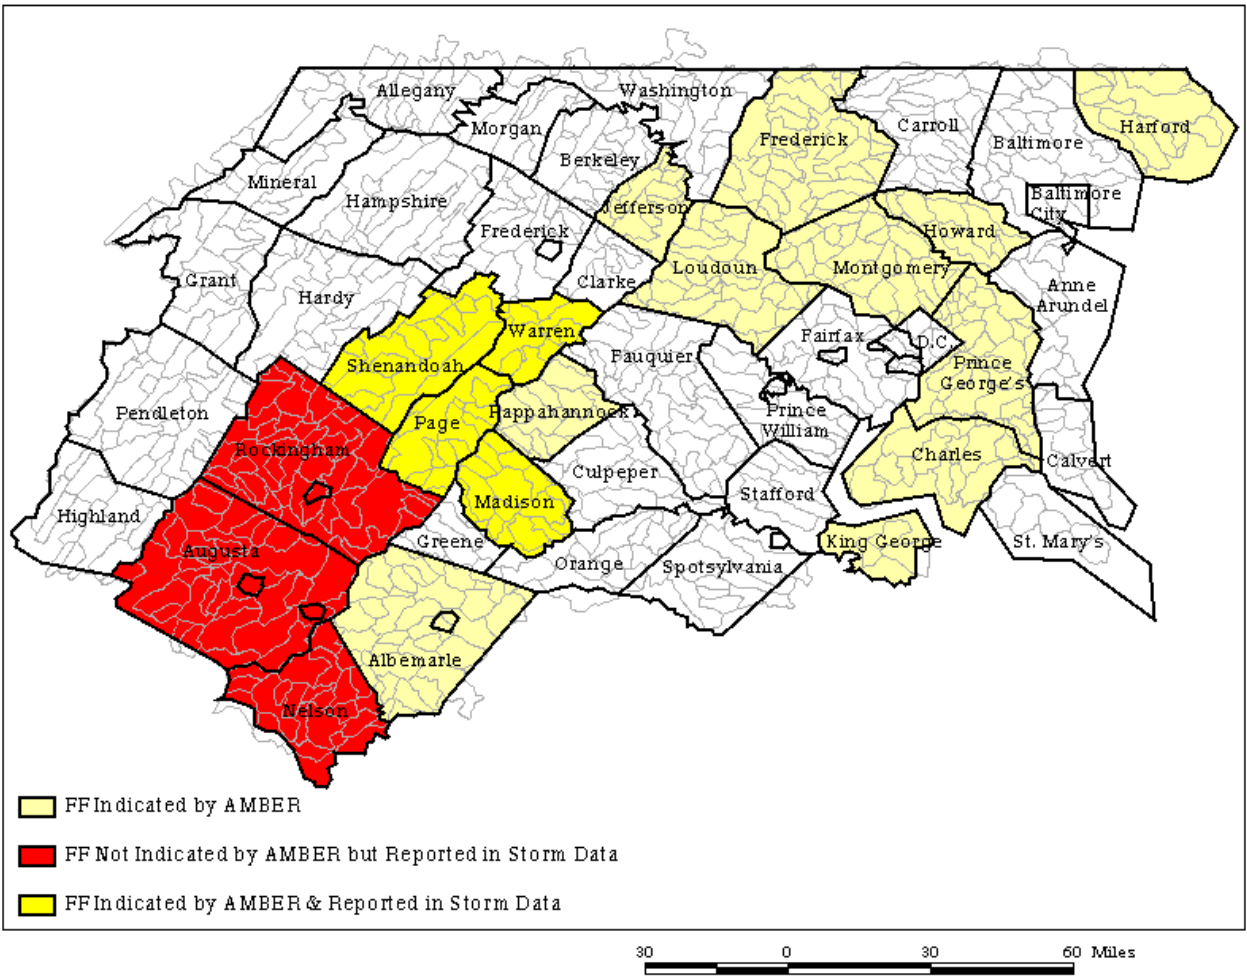 Allegany
Washington
Morgan
Frederick
Carroll
Harford
Baltimore
Berkeley
Mineral
Hampshire
Jefferson
Baltimore
City
Frederick
Howard
Loudoun
Montgomery
Grant
Clarke
Hardy
Anne
Arundel
Warren
Fairfax
D.C.
Fauquier
Shenandoah
Prince
George's
Pendleton
Page
Rappahannock
Prince
William
Rockingham
Charles
Calvert
Culpeper
Stafford
Madison
Highland
Greene
King George
St. Mary's
Augusta
Orange
Spotsylvania
Albemarle
Nelson
FF Indicated by AMBER
FF Not Indicated by AMBER but Reported in Storm Data
FF Indicated by AMBER & Reported in Storm Data
30 0 30 60 Miles